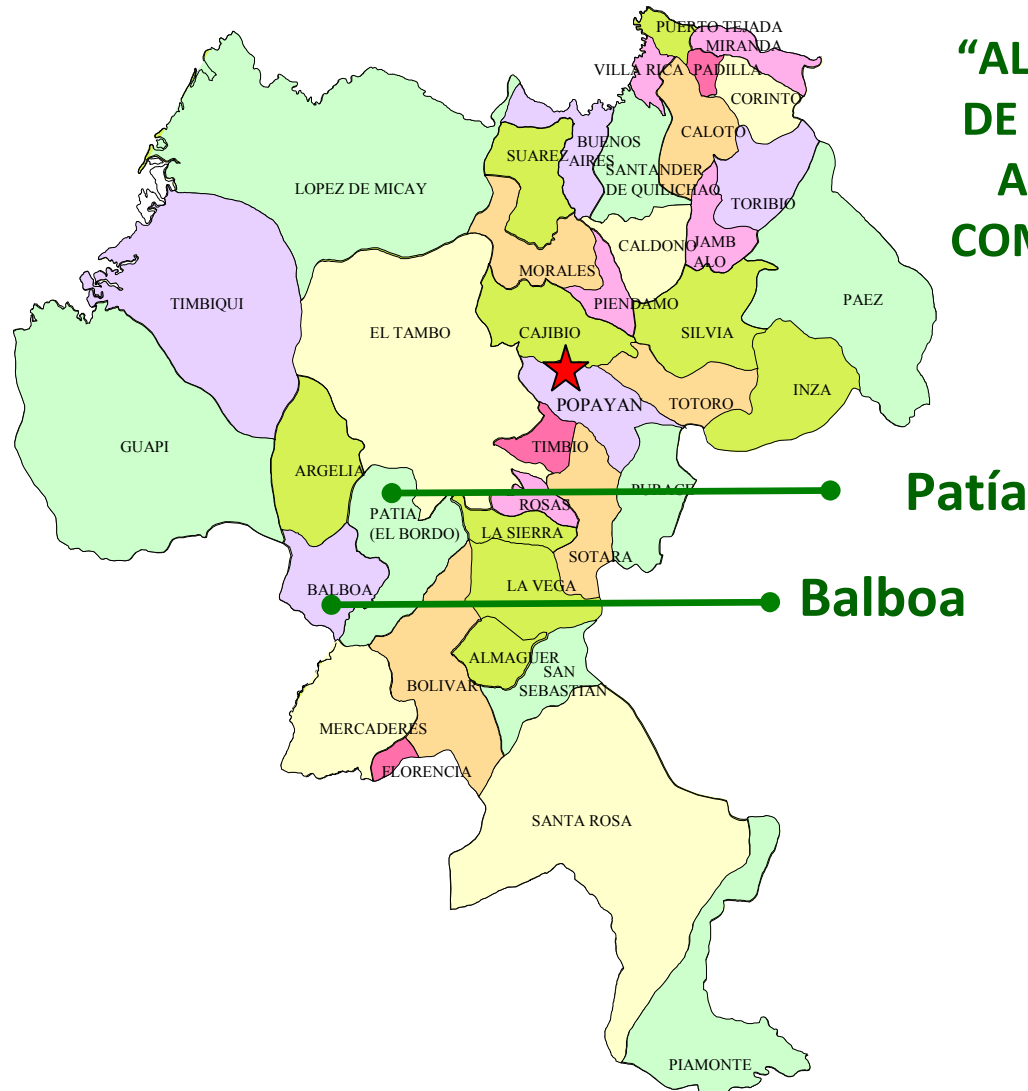 PUERTO TEJADA
MIRANDA
VILLA RICA
PADILLA
CORINTO
BUENOS
AIRES
SUAREZ
CALOTO
SANTANDER
DE QUILICHAO
LOPEZ DE MICAY
TORIBIO
CALDONO
JAMB
ALO
MORALES
TIMBIQUI
PIENDAMO
PAEZ
EL TAMBO
CAJIBIO
SILVIA
INZA
POPAYAN
TOTORO
GUAPI
TIMBIO
ARGELIA
PURACE
ROSAS
PATIA
(EL BORDO)
LA SIERRA
SOTARA
BALBOA
LA VEGA
ALMAGUER
SAN
SEBASTIAN
BOLIVAR
MERCADERES
FLORENCIA
SANTA ROSA
PIAMONTE
“AL
DE
A
COM
Patía
Balboa